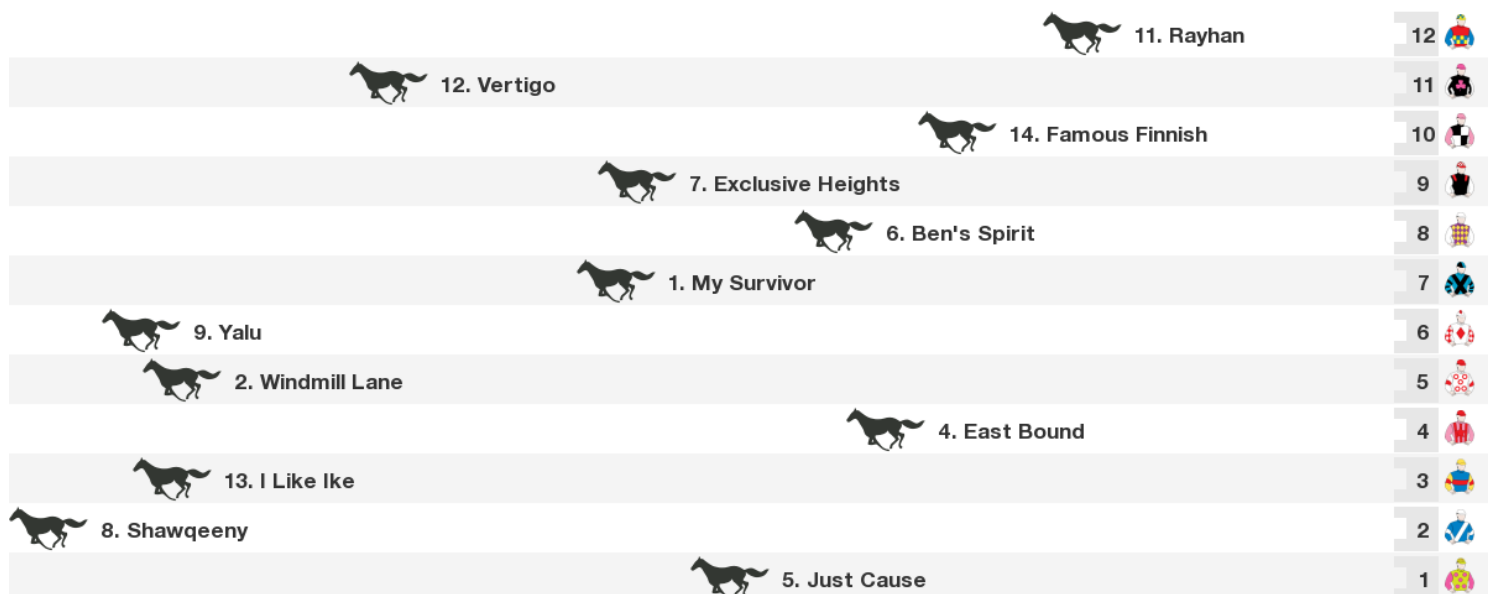 11. Rayhan 12
12. Vertigo 11
14. Famous Finnish 10
7. Exclusive Heights 9
6. Ben's Spirit 8
1. My Survivor 7
9. Yalu 6
2. Windmill Lane 5
4. East Bound 4
13. I Like Ike 3
8. Shawqeeny 2
5. Just Cause 1